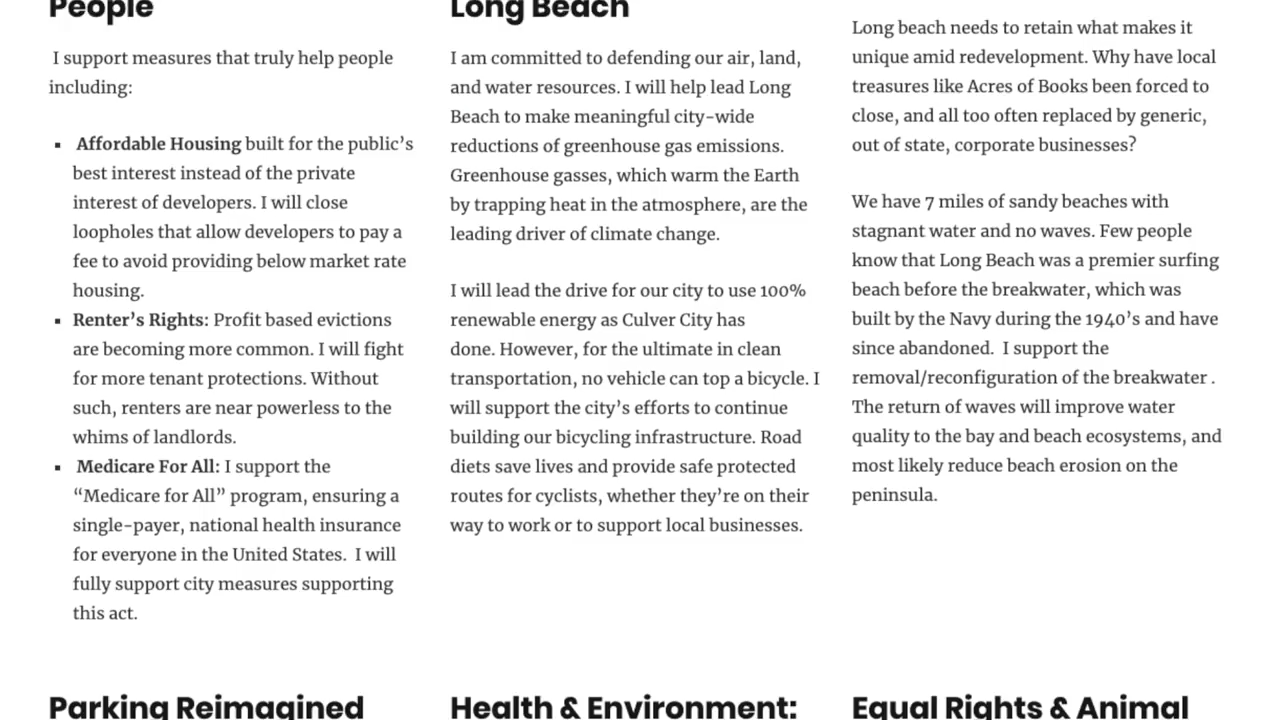 People
I support measures that truly help people
including:
▪ Affordable Housing built for the public’s
best interest instead of the private
interest of developers. I will close
loopholes that allow developers to pay a
fee to avoid providing below market rate
housing.
▪ Renter’s Rights: Profit based evictions
are becoming more common. I will fight
for more tenant protections. Without
such, renters are near powerless to the
whims of landlords.
▪ Medicare For All: I support the
“Medicare for All” program, ensuring a
single-payer, national health insurance
for everyone in the United States.  I will
fully support city measures supporting
this act.
Long Beach
I am committed to defending our air, land,
and water resources. I will help lead Long
Beach to make meaningful city-wide
reductions of greenhouse gas emissions.
Greenhouse gasses, which warm the Earth
by trapping heat in the atmosphere, are the
leading driver of climate change.
I will lead the drive for our city to use 100%
renewable energy as Culver City has
done. However, for the ultimate in clean
transportation, no vehicle can top a bicycle. I
will support the city’s efforts to continue
building our bicycling infrastructure. Road
diets save lives and provide safe protected
routes for cyclists, whether they’re on their
way to work or to support local businesses.
Long beach needs to retain what makes it
unique amid redevelopment. Why have local
treasures like Acres of Books been forced to
close, and all too often replaced by generic,
out of state, corporate businesses?
We have 7 miles of sandy beaches with
stagnant water and no waves. Few people
know that Long Beach was a premier surfing
beach before the breakwater, which was
built by the Navy during the 1940’s and have
since abandoned.  I support the
removal/reconfiguration of the breakwater .
The return of waves will improve water
quality to the bay and beach ecosystems, and
most likely reduce beach erosion on the
peninsula.
Parking Reimagined
Health & Environment:
Equal Rights & Animal